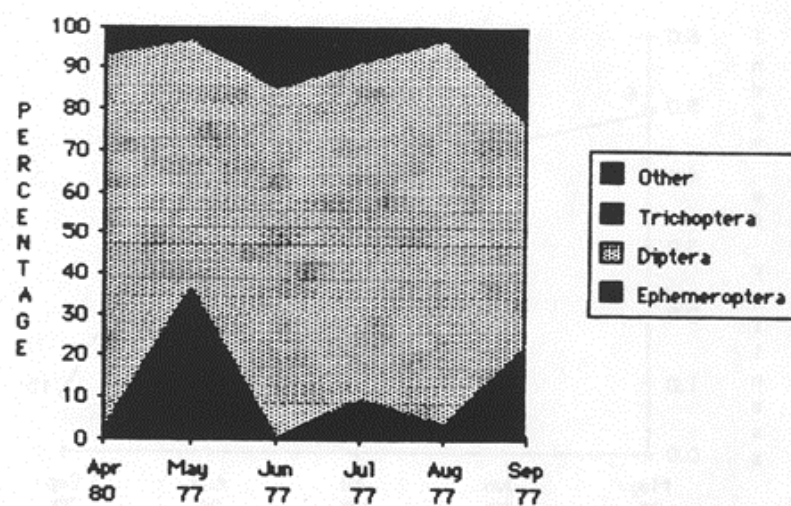 100
90
80
70
60
50
40
30
20
10
0
PERCENTAGE
Apr 80
May 77
Jun 77
Jul 77
Aug 77
Sep 77
Other
Trichoptera
Diptera
Ephemeroptera